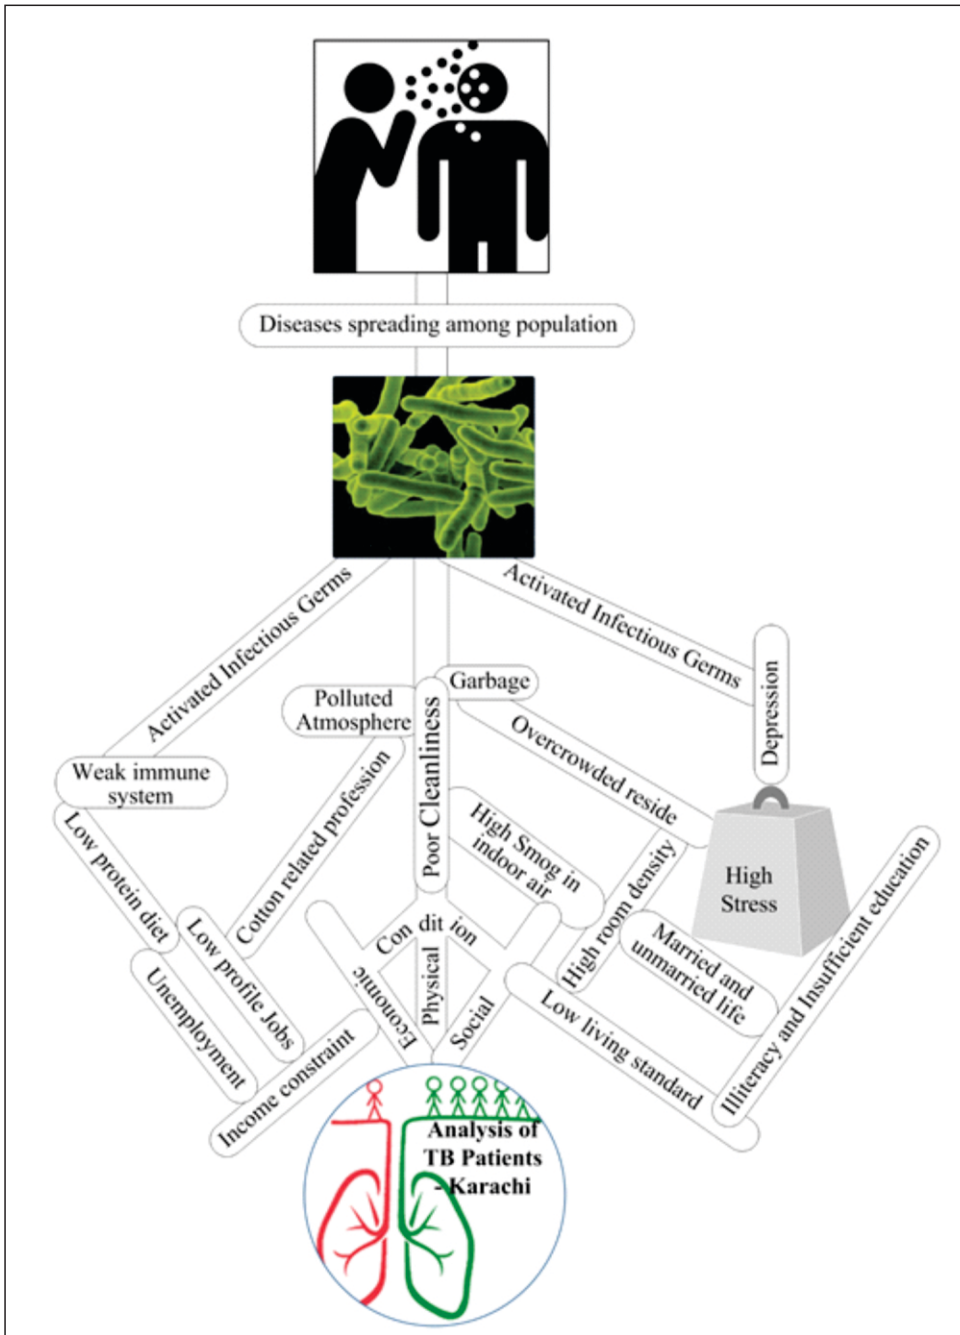 Diseases spreading among population
Activated Infectious Germs
Activated Infectious Germs
Depression
Garbage
Polluted
Atmosphere
Poor Cleanliness
Overcrowded reside
Weak immune
system
Low protein diet
Cotton related profession
High Smog in
indoor air
High room density
High
Stress
Illiteracy and Insufficient education
Married and
unmarried life
Low profile Jobs
Unemployment
Con dit ion
Economic
Physical
Social
Low living standard
Income constraint
Analysis of
TB Patients
- Karachi